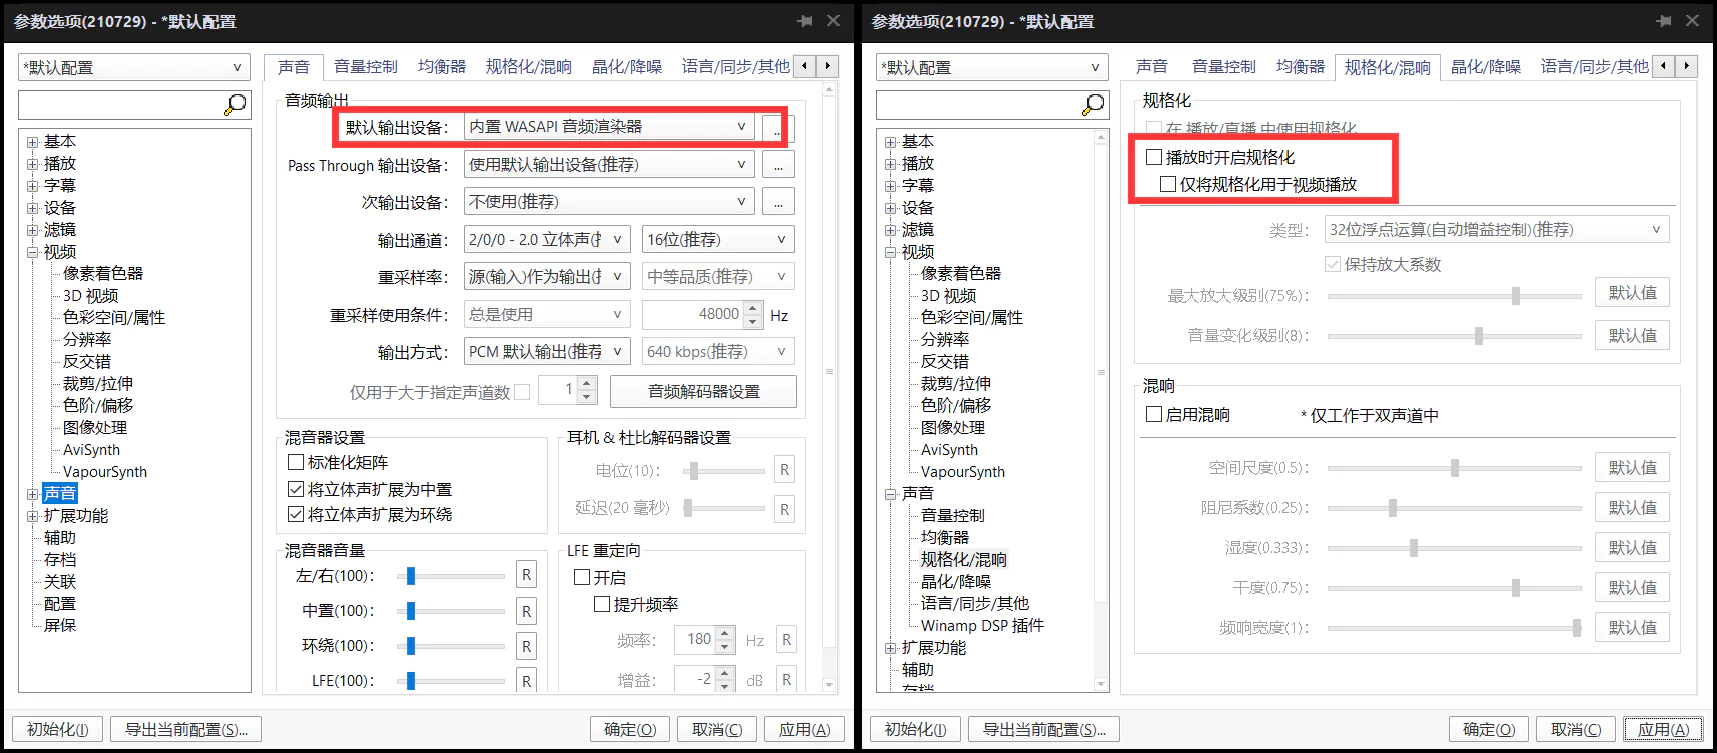 参数选项(210729) - *默认配置
*默认配置
基本
播放
字幕
设备
滤镜
视频
像素着色器
3D 视频
色彩空间/属性
分辨率
反交错
裁剪/拉伸
色阶/偏移
图像处理
AviSynth
VapourSynth
声音
扩展功能
辅助
存档
关联
配置
屏保
声音 音量控制 均衡器 规格化/混响 晶化/降噪 语言/同步/其他
音频输出
默认输出设备： 内置 WASAPI 音频渲染器 ...
Pass Through 输出设备： 使用默认输出设备(推荐) ...
次输出设备： 不使用(推荐) ...
输出通道： 2/0/0 - 2.0 立体声( 16位(推荐)
重采样率： 源(输入)作为输出( 中等品质(推荐)
重采样使用条件： 总是使用 48000 Hz
输出方式： PCM 默认输出(推荐 640 kbps(推荐)
仅用于大于指定声道数 1 音频解码器设置
混音器设置
标准化矩阵
将立体声扩展为中置
将立体声扩展为环绕
耳机 & 杜比解码器设置
电位(10)： R
延迟(20 毫秒) R
混音器音量
左/右(100)： R
中置(100)： R
环绕(100)： R
LFE(100)： R
LFE 重定向
开启
提升频率
频率： 180 Hz R
增益： -2 dB R
初始化(I) 导出当前配置(S)... 确定(O) 取消(C) 应用(A)
参数选项(210729) - *默认配置
*默认配置
基本
播放
字幕
设备
滤镜
视频
像素着色器
3D 视频
色彩空间/属性
分辨率
反交错
裁剪/拉伸
色阶/偏移
图像处理
AviSynth
VapourSynth
声音
音量控制
均衡器
规格化/混响
晶化/降噪
语言/同步/其他
Winamp DSP 插件
扩展功能
辅助
存档
声音 音量控制 均衡器 规格化/混响 晶化/降噪 语言/同步/其他
规格化
在 播放/直播 中使用规格化
播放时开启规格化
仅将规格化用于视频播放
类型： 32位浮点运算(自动增益控制)(推荐)
保持放大系数
最大放大级别(75%)： 默认值
音量变化级别(8)： 默认值
混响
启用混响 * 仅工作于双声道中
空间尺度(0.5)： 默认值
阻尼系数(0.25)： 默认值
湿度(0.333)： 默认值
干度(0.75)： 默认值
频响宽度(1)： 默认值
初始化(I) 导出当前配置(S)... 确定(O) 取消(C) 应用(A)